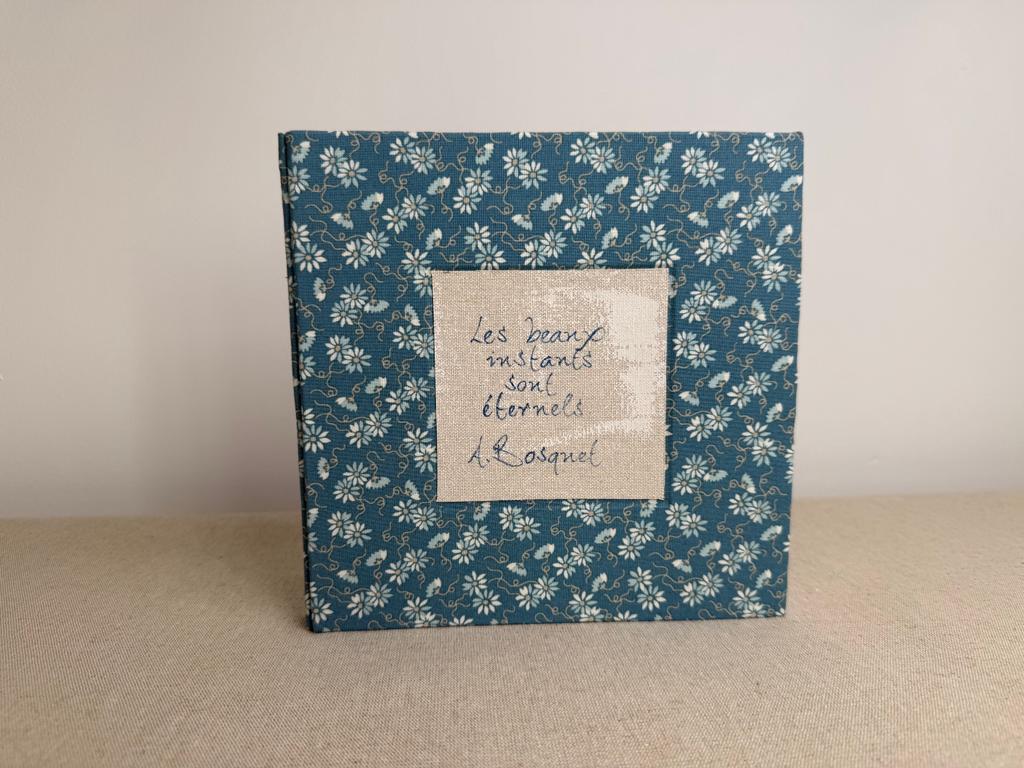 Les beaux
instants
sont
éternels
A. Bosquet